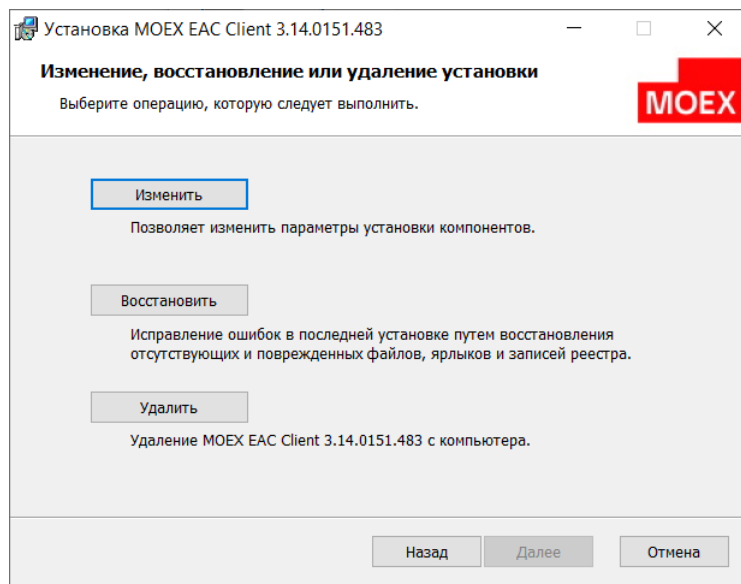 Установка MOEX EAC Client 3.14.0151.483
Изменение, восстановление или удаление установки
Выберите операцию, которую следует выполнить.
MOEX
Изменить
Позволяет изменить параметры установки компонентов.
Восстановить
Исправление ошибок в последней установке путем восстановления
отсутствующих и поврежденных файлов, ярлыков и записей реестра.
Удалить
Удаление MOEX EAC Client 3.14.0151.483 с компьютера.
Назад
Далее
Отмена